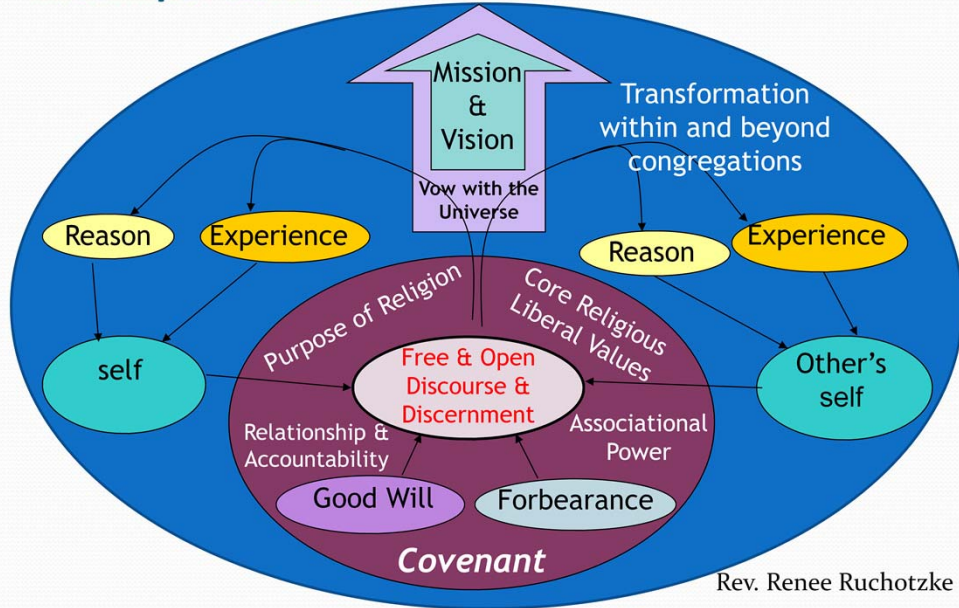 Mission
&
Vision
Vow with the
Universe
Transformation
within and beyond
congregations
Reason
Experience
Reason
Experience
Purpose of Religion
Core Religious
Liberal Values
self
Free & Open
Discourse &
Discernment
Other's
self
Relationship &
Accountability
Associational
Power
Good Will
Forbearance
Covenant
Rev. Renee Ruchotzke